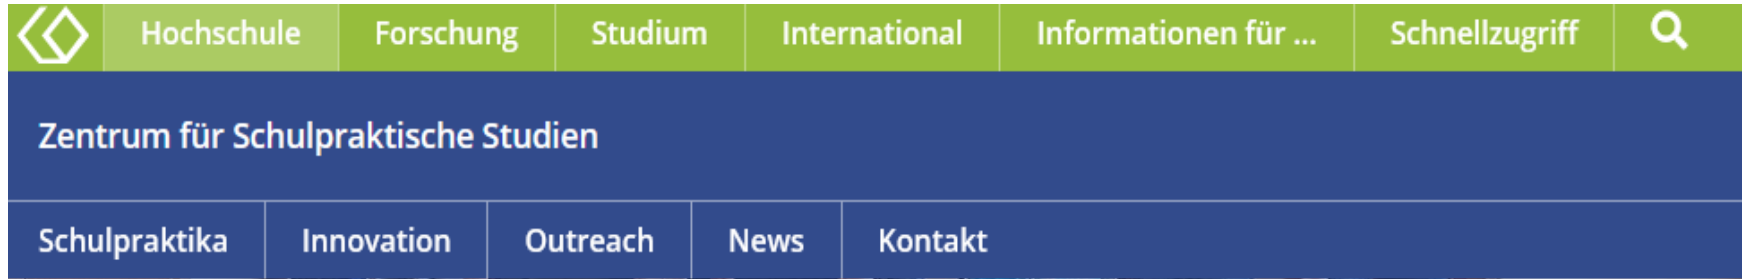 Hochschule Forschung Studium International Informationen für ... Schnellzugriff
Zentrum für Schulpraktische Studien
Schulpraktika Innovation Outreach News Kontakt